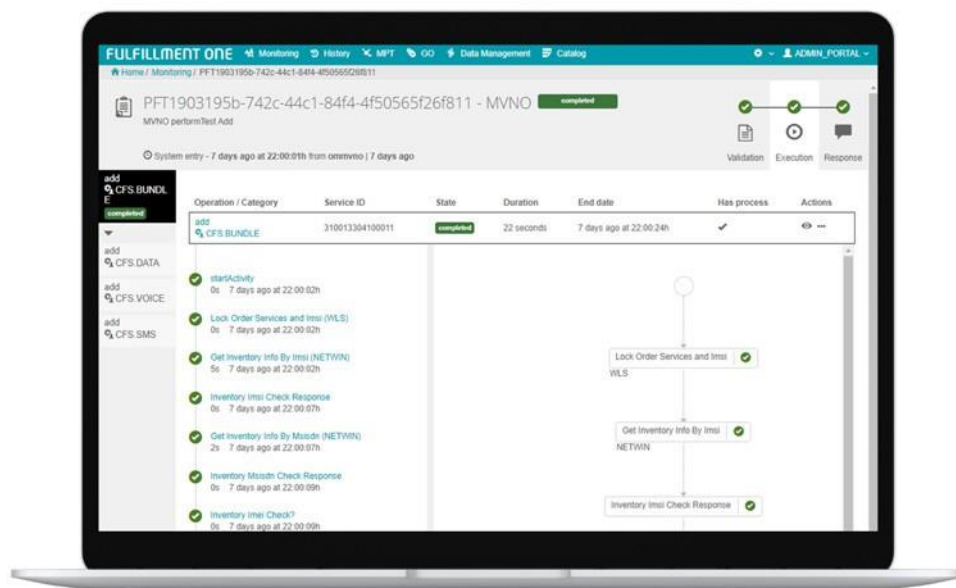 FULFILLMENT ONE Monitoring History MPT GO Data Management Catalog ADMIN_PORTAL
Home / Monitoring / PFT1903195b-742c-44c1-84f4-4f50565f26f811
PFT1903195b-742c-44c1-84f4-4f50565f26f811 - MVNO completed
MVNO performTest Add
System entry - 7 days ago at 22:00:01h from ommvno | 7 days ago
Validation Execution Response
add
CFS.BUNDL
E
completed
add
CFS.DATA
add
CFS.VOICE
add
CFS.SMS
Operation / Category Service ID State Duration End date Has process Actions
add
CFS.BUNDLE 310013304100011 completed 22 seconds 7 days ago at 22:00:24h
startActivity
0s 7 days ago at 22:00:02h
Lock Order Services and Imsi (WLS)
0s 7 days ago at 22:00:02h
Get Inventory Info By Imsi (NETWIN)
5s 7 days ago at 22:00:02h
Inventory Imsi Check Response
0s 7 days ago at 22:00:07h
Get Inventory Info By Msisdn (NETWIN)
2s 7 days ago at 22:00:07h
Inventory Msisdn Check Response
0s 7 days ago at 22:00:09h
Inventory Imei Check?
0s 7 days ago at 22:00:09h
Lock Order Services and Imsi
WLS
Get Inventory Info By Imsi
NETWIN
Inventory Imsi Check Response